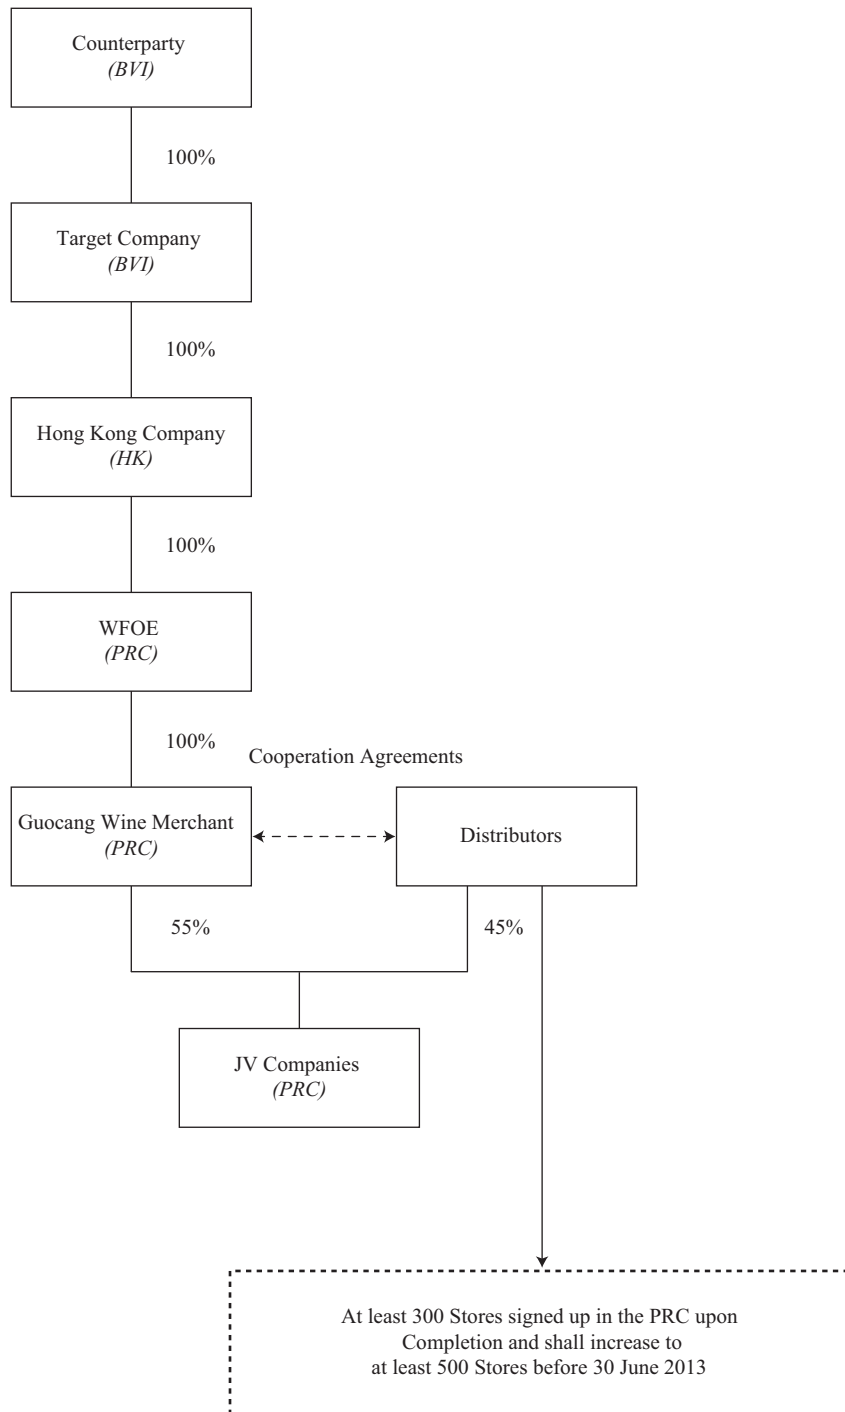 Counterparty
(BVI)
100%
Target Company
(BVI)
100%
Hong Kong Company
(HK)
100%
WFOE
(PRC)
100%
Cooperation Agreements
Guocang Wine Merchant
(PRC)
Distributors
55%
45%
JV Companies
(PRC)
At least 300 Stores signed up in the PRC upon
Completion and shall increase to
at least 500 Stores before 30 June 2013